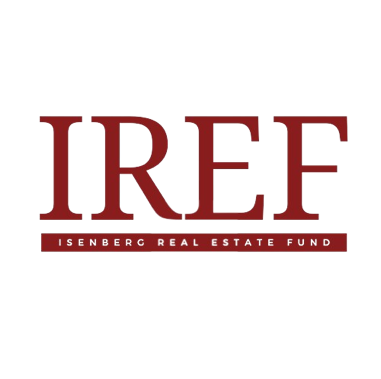 IREF
ISENBERG REAL ESTATE FUND